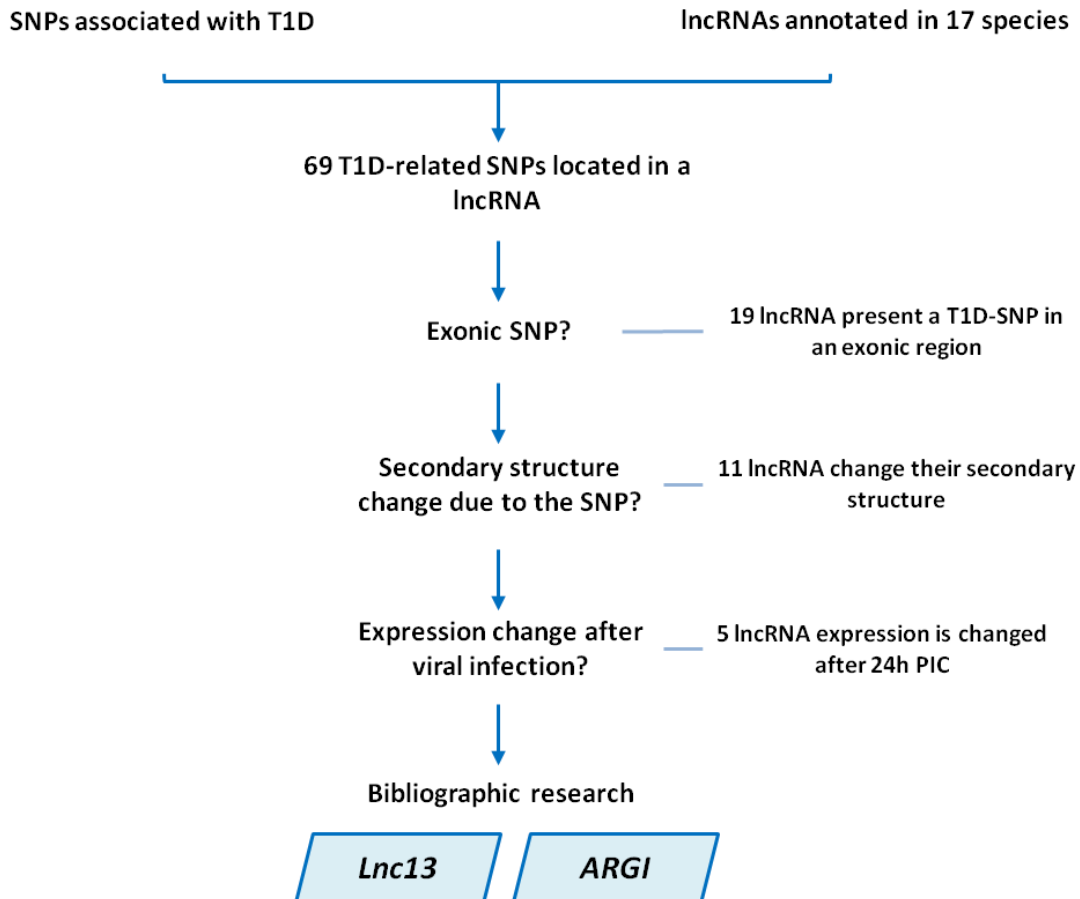 SNPs associated with T1D
lncRNAs annotated in 17 species
69 T1D-related SNPs located in a
lncRNA
Exonic SNP?
19 lncRNA present a T1D-SNP in
an exonic region
Secondary structure
change due to the SNP?
11 lncRNA change their secondary
structure
Expression change after
viral infection?
5 lncRNA expression is changed
after 24h PIC
Bibliographic research
Lnc13
ARGI